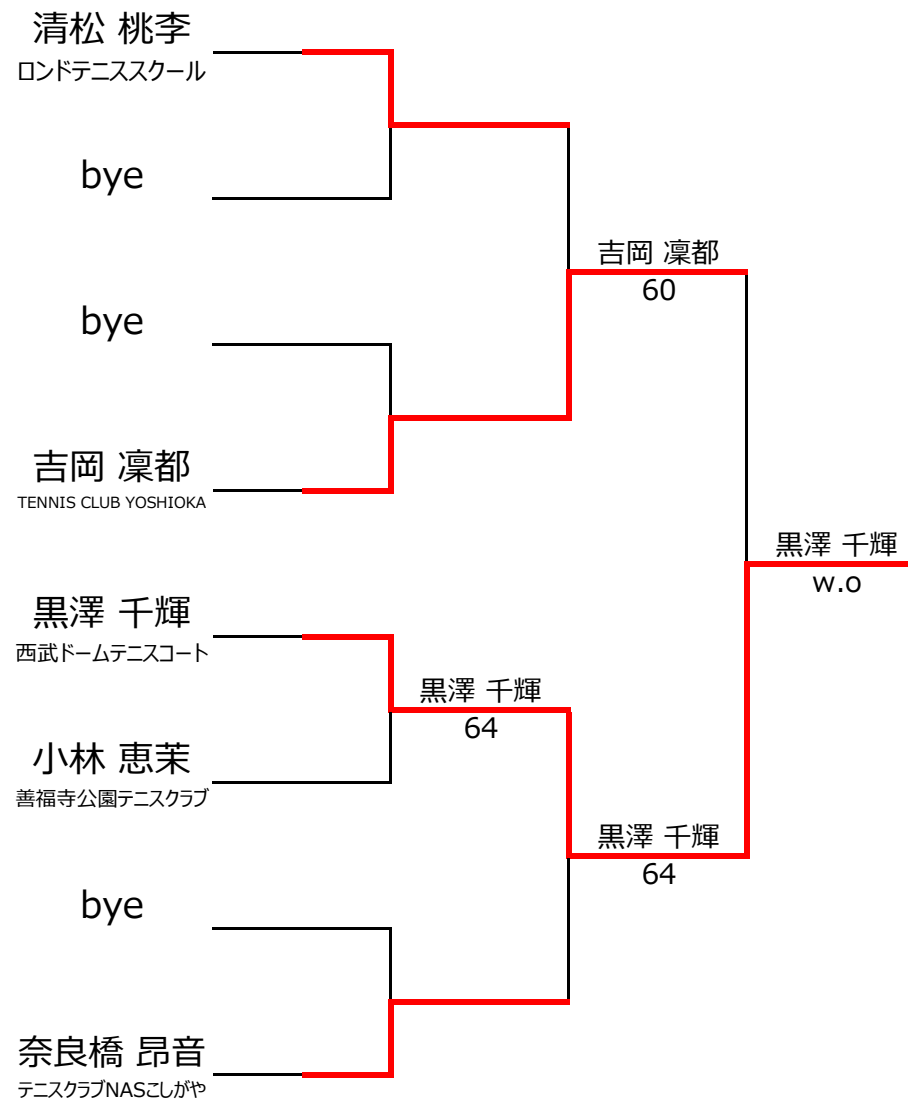 清松 桃李
ロンドテニススクール
bye
bye
吉岡 凜都
TENNIS CLUB YOSHIOKA
黒澤 千輝
西武ドームテニスコート
小林 恵茉
善福寺公園テニスクラブ
bye
奈良橋 昂音
テニスクラブNASこしがや
黒澤 千輝
64
吉岡 凜都
60
黒澤 千輝
64
黒澤 千輝
w.o